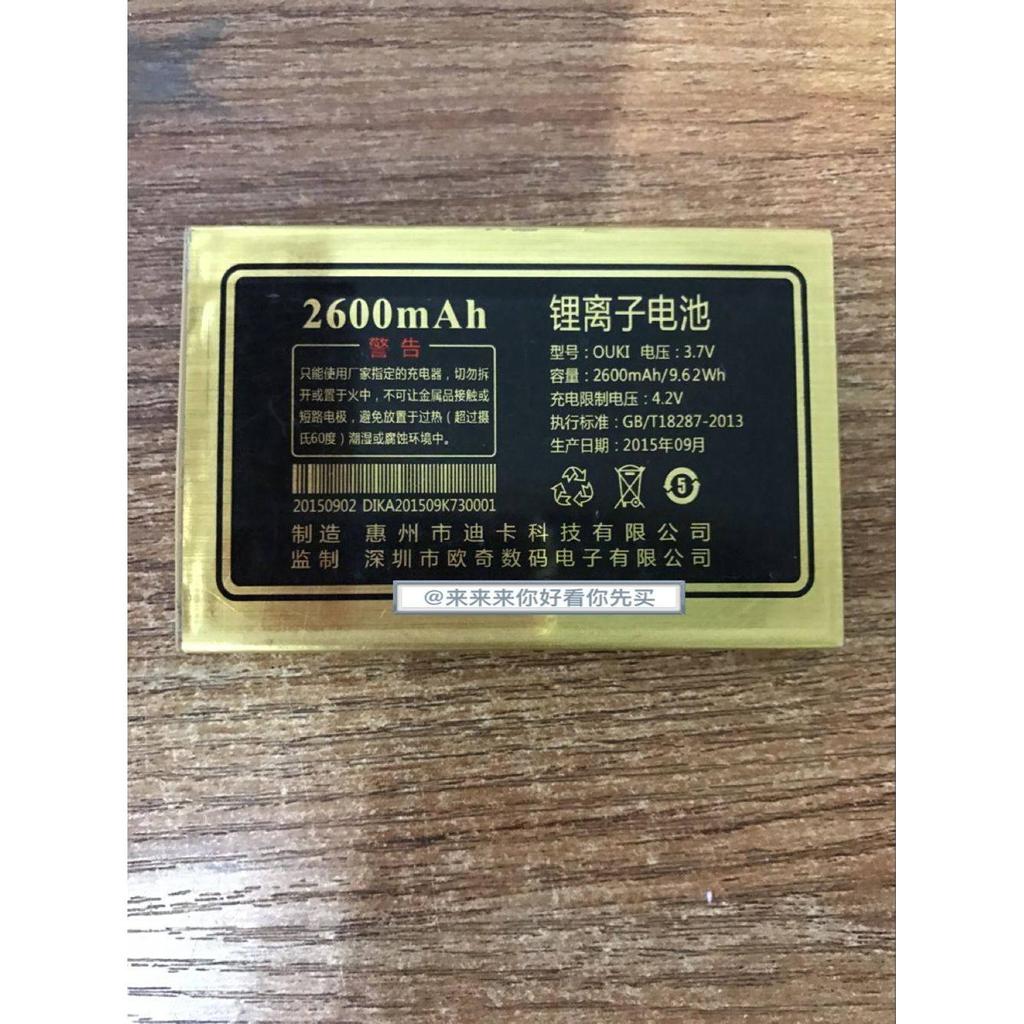 2600mAh
警告
只能使用厂家指定的充电器，切勿拆
开或置于火中，不可让金属品接触或
短路电极，避免放置于过热（超过摄
氏60度）潮湿或腐蚀环境中。
20150902 DIKA201509K730001
锂离子电池
型号：OUKI 电压：3.7V
容量：2600mAh/9.62Wh
充电限制电压：4.2V
执行标准：GB/T18287-2013
生产日期：2015年09月
5
制造 惠州市迪卡科技有限公司
监制 深圳市欧奇数码电子有限公司
@来来来你好看你先买